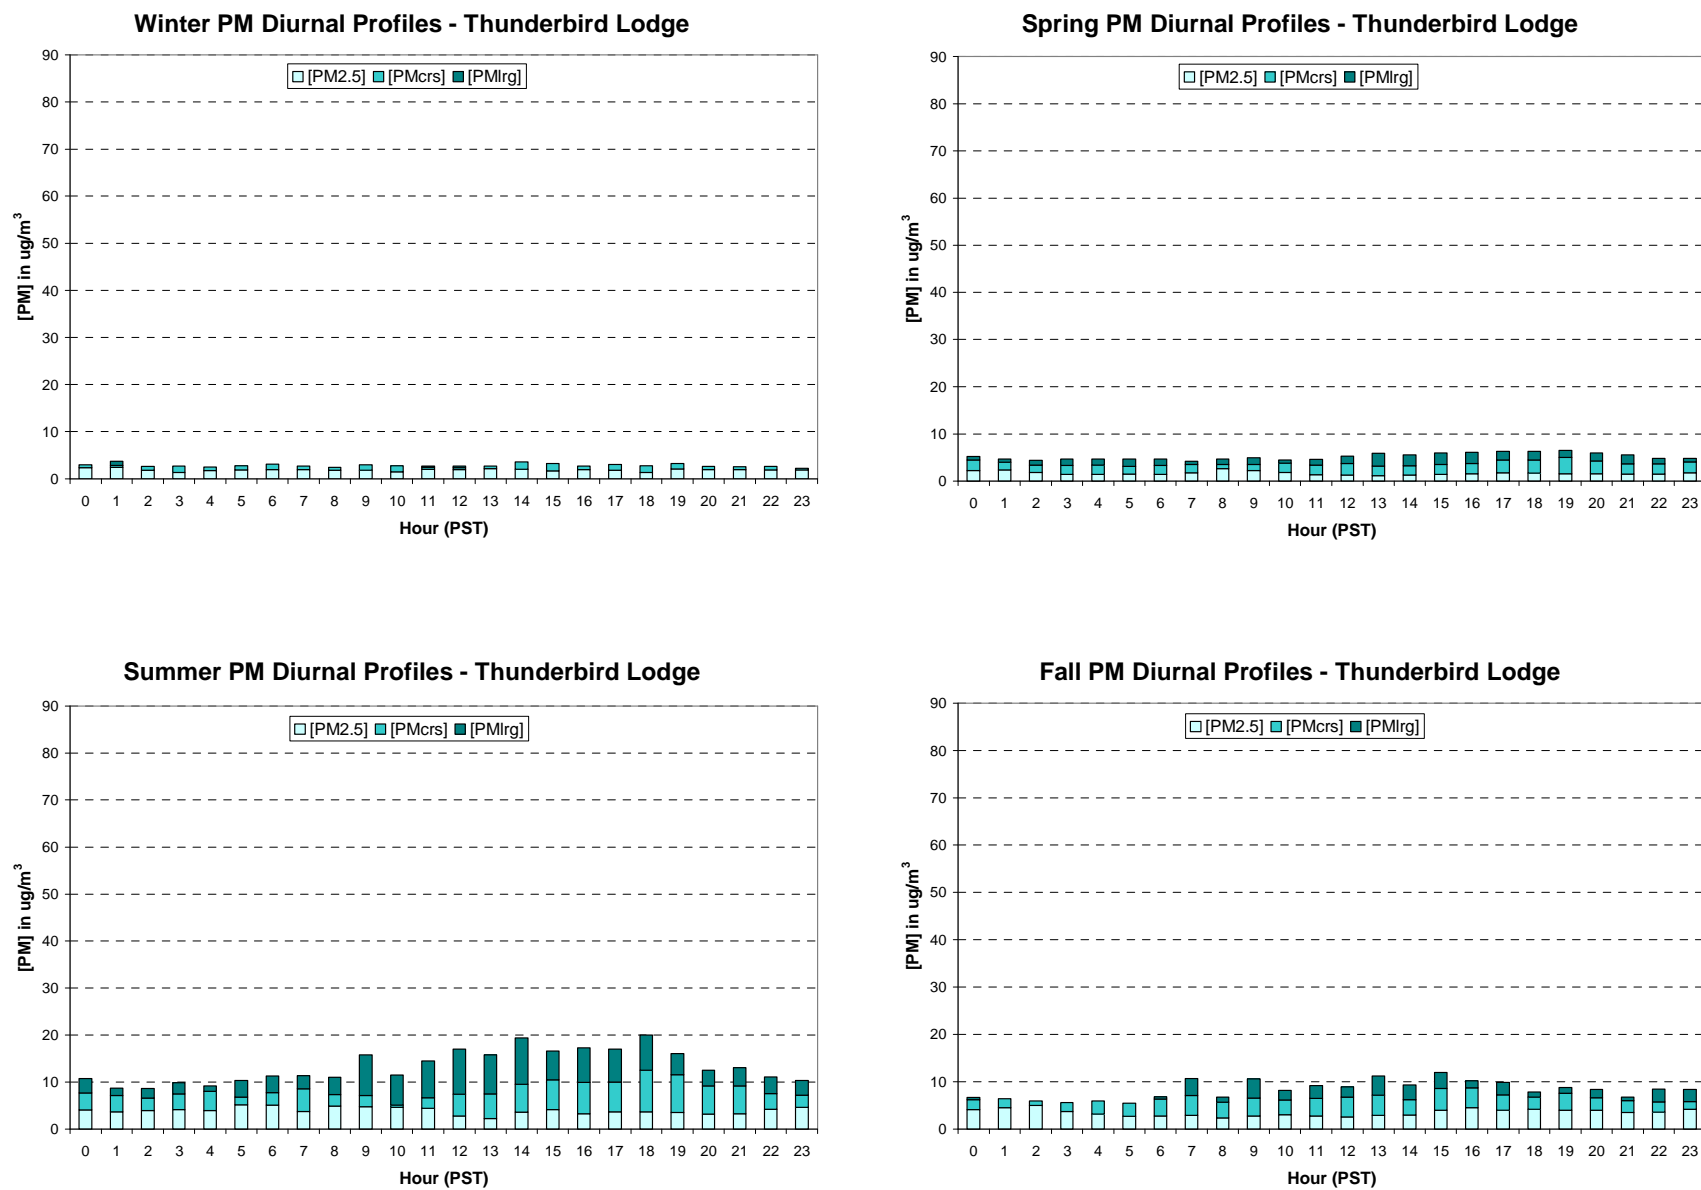 Winter PM Diurnal Profiles - Thunderbird Lodge
[PM2.5] [PMcrs] [PMlrg]
90
80
70
60
50
40
30
20
10
0
[PM] in ug/m³
0 1 2 3 4 5 6 7 8 9 10 11 12 13 14 15 16 17 18 19 20 21 22 23
Hour (PST)
Spring PM Diurnal Profiles - Thunderbird Lodge
[PM2.5] [PMcrs] [PMlrg]
90
80
70
60
50
40
30
20
10
0
[PM] in ug/m³
0 1 2 3 4 5 6 7 8 9 10 11 12 13 14 15 16 17 18 19 20 21 22 23
Hour (PST)
Summer PM Diurnal Profiles - Thunderbird Lodge
[PM2.5] [PMcrs] [PMlrg]
90
80
70
60
50
40
30
20
10
0
[PM] in ug/m³
0 1 2 3 4 5 6 7 8 9 10 11 12 13 14 15 16 17 18 19 20 21 22 23
Hour (PST)
Fall PM Diurnal Profiles - Thunderbird Lodge
[PM2.5] [PMcrs] [PMlrg]
90
80
70
60
50
40
30
20
10
0
[PM] in ug/m³
0 1 2 3 4 5 6 7 8 9 10 11 12 13 14 15 16 17 18 19 20 21 22 23
Hour (PST)